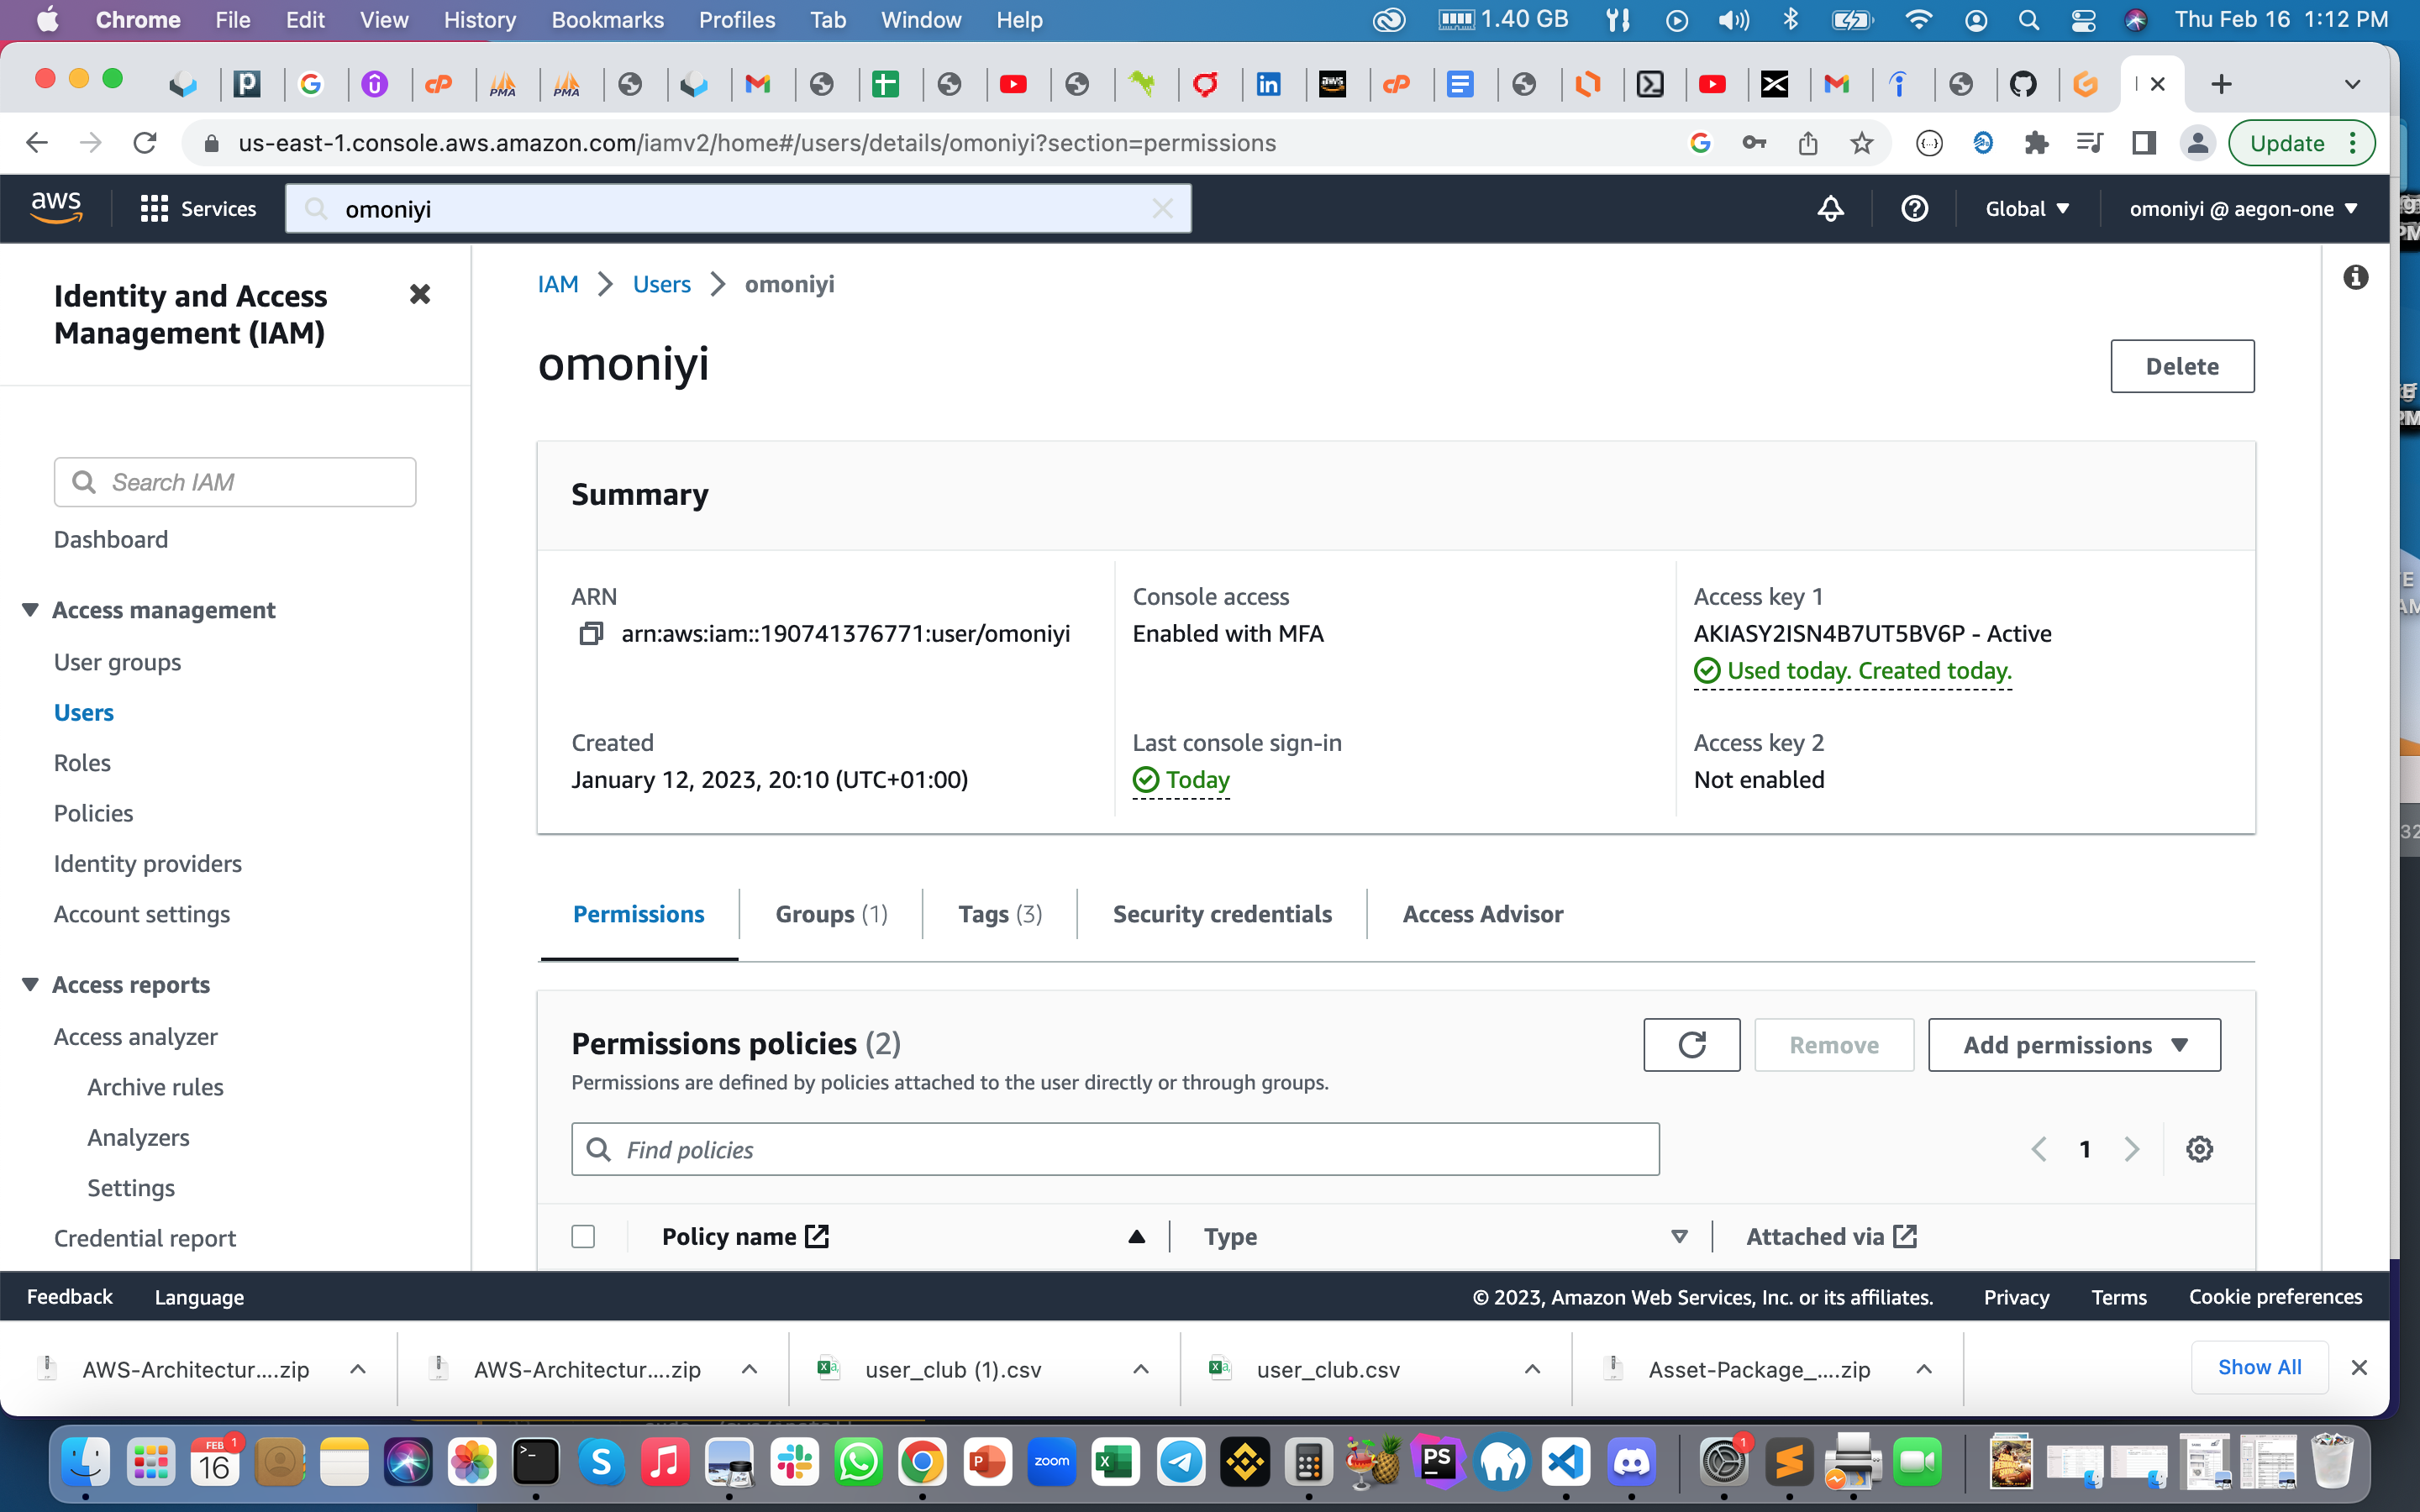 Chrome File Edit View History Bookmarks Profiles Tab Window Help 1.40 GB Thu Feb 16 1:12 PM
us-east-1.console.aws.amazon.com/iamv2/home#/users/details/omoniyi?section=permissions Update
aws Services omoniyi Global omoniyi @ aegon-one
Identity and Access
Management (IAM)
Search IAM
Dashboard
Access management
User groups
Users
Roles
Policies
Identity providers
Account settings
Access reports
Access analyzer
Archive rules
Analyzers
Settings
Credential report
IAM Users omoniyi
omoniyi
Delete
Summary
ARN
arn:aws:iam::190741376771:user/omoniyi
Console access
Enabled with MFA
Access key 1
AKIASY2ISN4B7UT5BV6P - Active
Used today. Created today.
Created
January 12, 2023, 20:10 (UTC+01:00)
Last console sign-in
Today
Access key 2
Not enabled
Permissions Groups (1) Tags (3) Security credentials Access Advisor
Permissions policies (2)
Permissions are defined by policies attached to the user directly or through groups.
Remove
Add permissions
Find policies
1
Policy name Type Attached via
Feedback Language © 2023, Amazon Web Services, Inc. or its affiliates. Privacy Terms Cookie preferences
AWS-Architectur....zip AWS-Architectur....zip user_club (1).csv user_club.csv Asset-Package_....zip Show All
FEB 1
16
zoom
PS
1